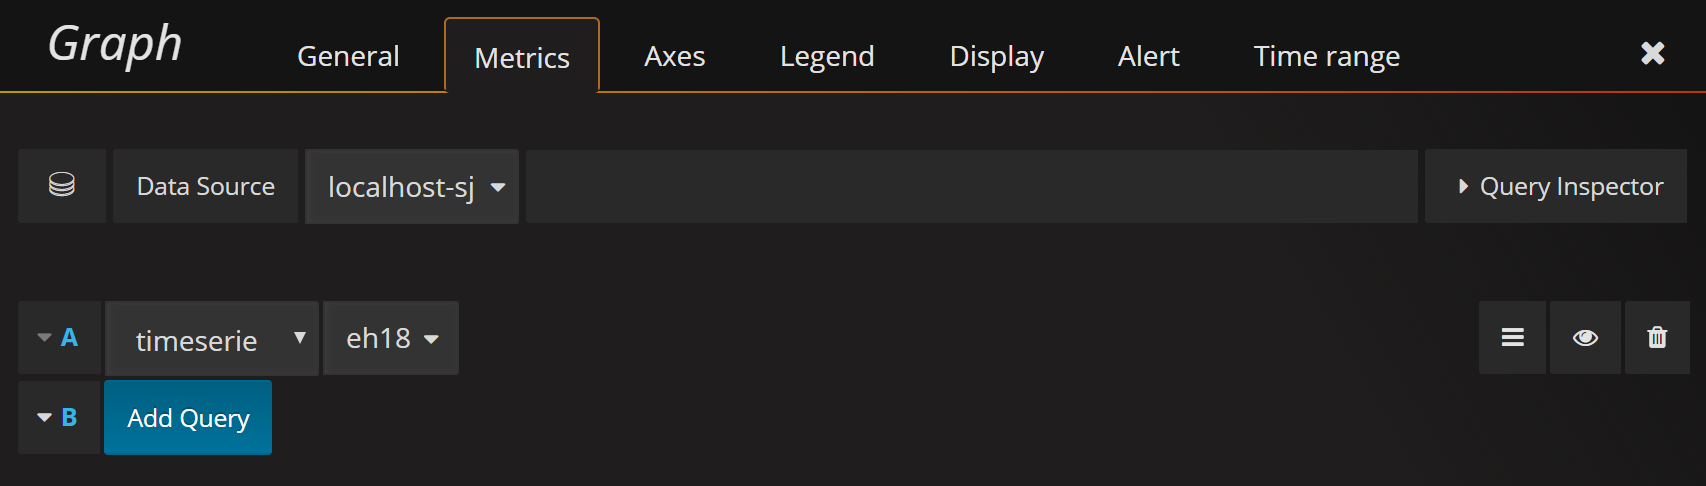 Graph General Metrics Axes Legend Display Alert Time range
Data Source localhost-sj Query Inspector
A timeserie eh18
B Add Query